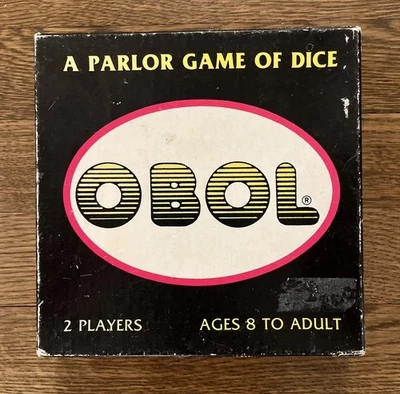 A PARLOR GAME OF DICE
OBOL®
2 PLAYERS AGES 8 TO ADULT